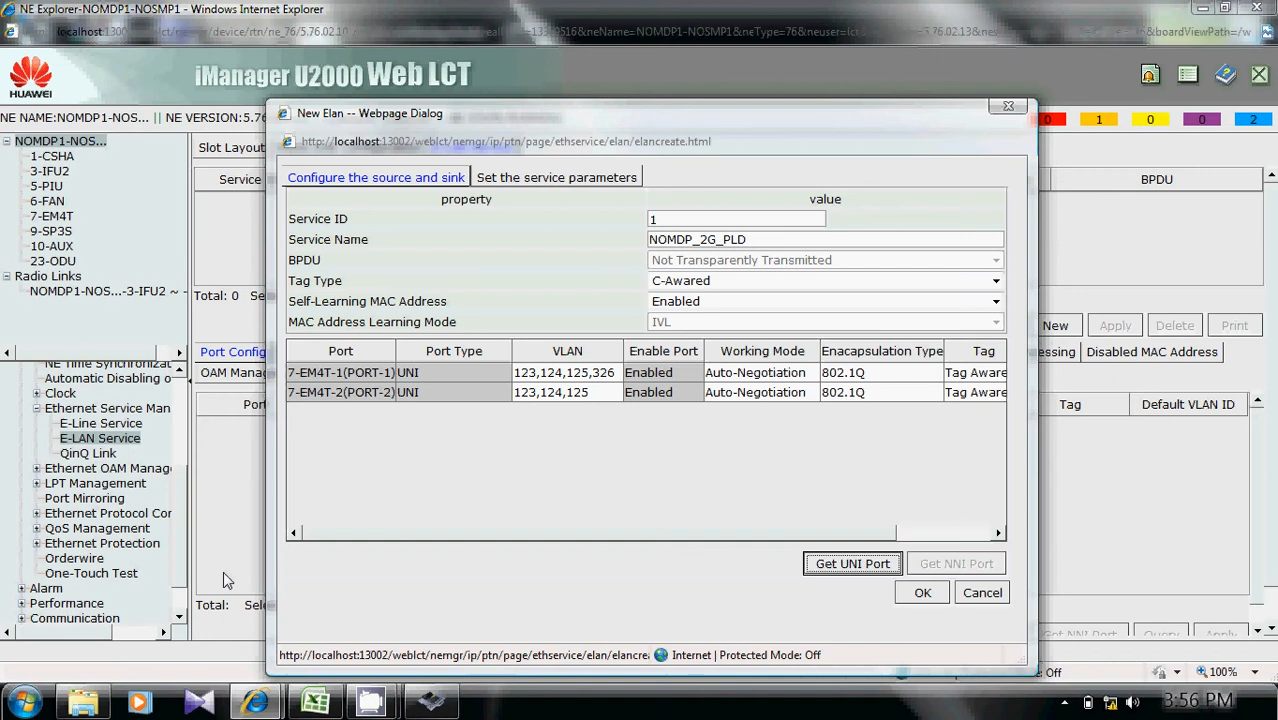 NE Explorer-NOMDP1-NOSMP1 - Windows Internet Explorer
HUAWEI
iManager U2000 Web LCT
NE NAME:NOMDP1-NOS... || NE VERSION:5.76
0 1 0 0 2
NOMDP1-NOS...
1-CSHA
3-IFU2
5-PIU
6-FAN
7-EM4T
9-SP3S
10-AUX
23-ODU
Radio Links
NOMDP1-NOS...-3-IFU2 ~
Slot Layout
Service
BPDU
Total: 0
New Apply Delete Print
Port Config
Disabled MAC Address
OAM Manag
Port
Tag
Default VLAN ID
NE Time Synchronizat
Automatic Disabling o
Clock
Ethernet Service Man
E-Line Service
E-LAN Service
QinQ Link
Ethernet OAM Manag
LPT Management
Port Mirroring
Ethernet Protocol Cor
QoS Management
Ethernet Protection
Orderwire
One-Touch Test
Alarm
Performance
Communication
Total:
New Elan -- Webpage Dialog
http://localhost:13002/weblct/nemgr/ip/ptn/page/ethservice/elan/elancreate.html
Configure the source and sink Set the service parameters
property value
Service ID 1
Service Name NOMDP_2G_PLD
BPDU Not Transparently Transmitted
Tag Type C-Awared
Self-Learning MAC Address Enabled
MAC Address Learning Mode IVL
Port Port Type VLAN Enable Port Working Mode Enacapsulation Type Tag
7-EM4T-1(PORT-1) UNI 123,124,125,326 Enabled Auto-Negotiation 802.1Q Tag Aware
7-EM4T-2(PORT-2) UNI 123,124,125 Enabled Auto-Negotiation 802.1Q Tag Aware
Get UNI Port Get NNI Port
OK Cancel
http://localhost:13002/weblct/nemgr/ip/ptn/page/ethservice/elan/elancrea Internet | Protected Mode: Off
100%
3:56 PM